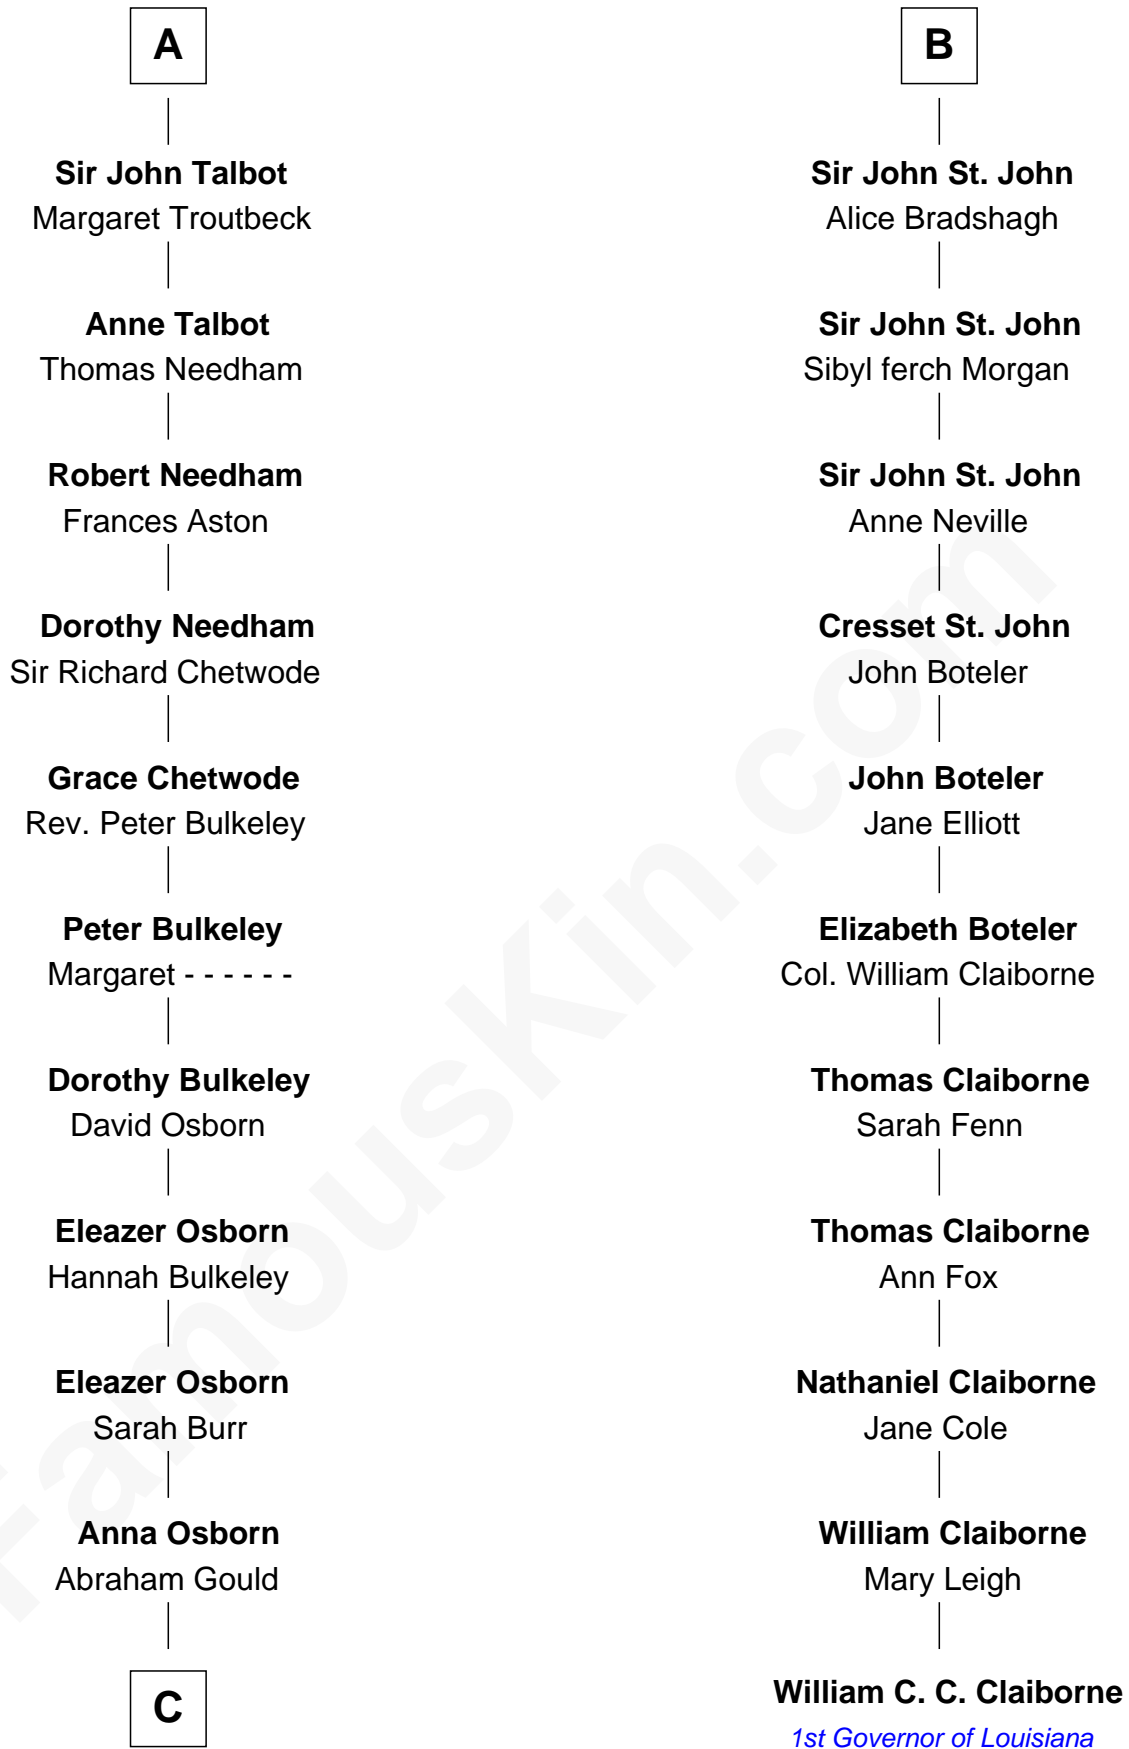 A
Sir John Talbot
Margaret Troutbeck
Anne Talbot
Thomas Needham
Robert Needham
Frances Aston
Dorothy Needham
Sir Richard Chetwode
Grace Chetwode
Rev. Peter Bulkeley
Peter Bulkeley
Margaret - - - - - -
Dorothy Bulkeley
David Osborn
Eleazer Osborn
Hannah Bulkeley
Eleazer Osborn
Sarah Burr
Anna Osborn
Abraham Gould
C
B
Sir John St. John
Alice Bradshagh
Sir John St. John
Sibyl ferch Morgan
Sir John St. John
Anne Neville
Cresset St. John
John Boteler
John Boteler
Jane Elliott
Elizabeth Boteler
Col. William Claiborne
Thomas Claiborne
Sarah Fenn
Thomas Claiborne
Ann Fox
Nathaniel Claiborne
Jane Cole
William Claiborne
Mary Leigh
William C. C. Claiborne
1st Governor of Louisiana
FamousKin.com